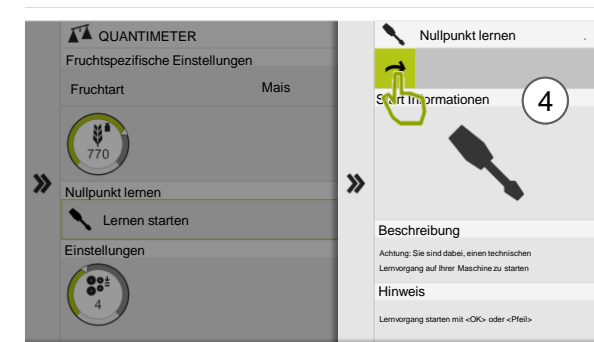 QUANTIMETER
Fruchtspezifische Einstellungen
Fruchtart Mais
770
Nullpunkt lernen
Lernen starten
Einstellungen
4
Nullpunkt lernen
Start Informationen
4
Beschreibung
Achtung: Sie sind dabei, einen technischen
Lernvorgang auf Ihrer Maschine zu starten
Hinweis
Lernvorgang starten mit <OK> oder <Pfeil>